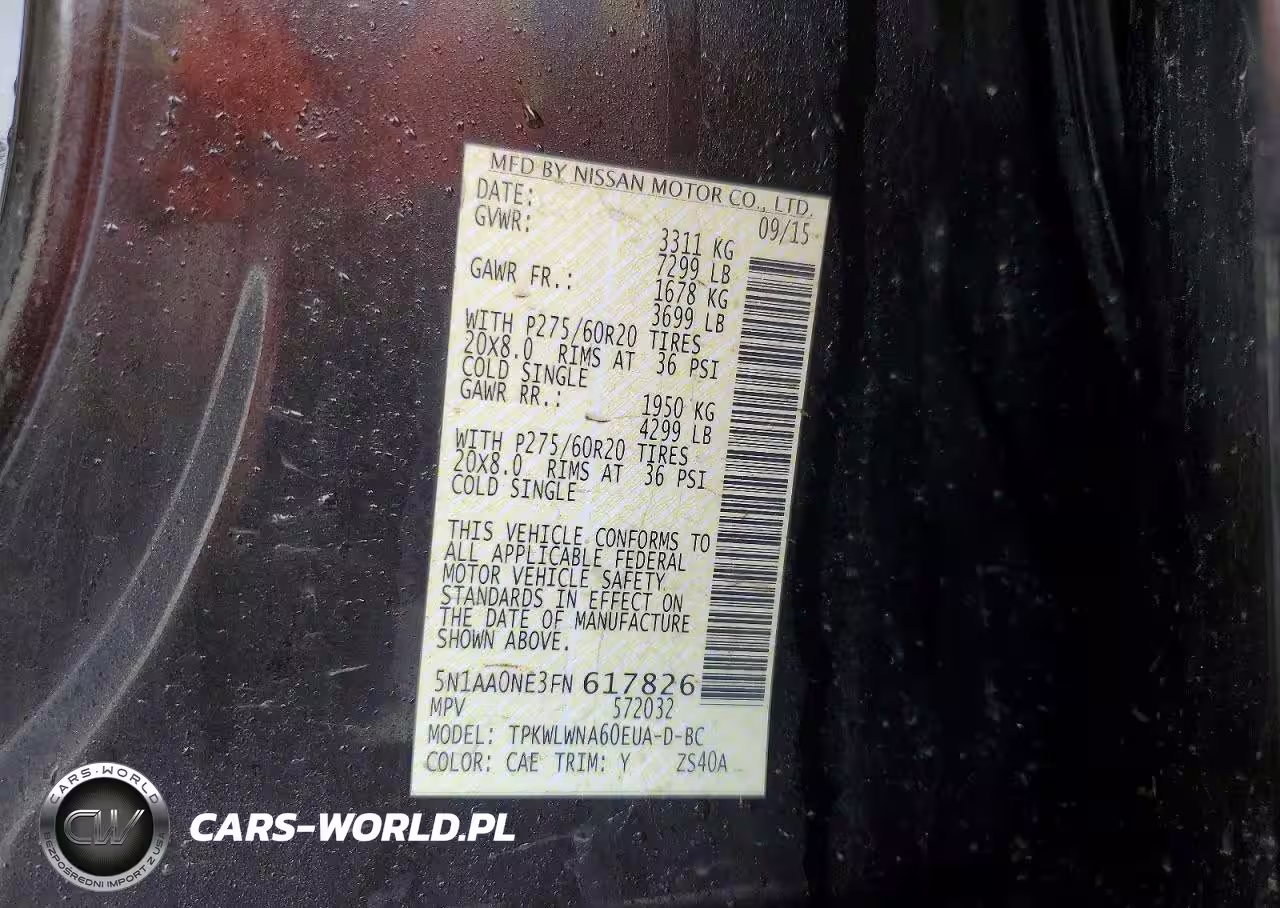 MFD BY NISSAN MOTOR CO., LTD.
DATE: 09/15
GVWR: 3311 KG
7299 LB
GAWR FR.: 1678 KG
3699 LB
WITH P275/60R20 TIRES
20X8.0 RIMS AT 36 PSI
COLD SINGLE
GAWR RR.: 1950 KG
4299 LB
WITH P275/60R20 TIRES
20X8.0 RIMS AT 36 PSI
COLD SINGLE
THIS VEHICLE CONFORMS TO
ALL APPLICABLE FEDERAL
MOTOR VEHICLE SAFETY
STANDARDS IN EFFECT ON
THE DATE OF MANUFACTURE
SHOWN ABOVE.
5N1AA0NE3FN 617826
MPV 572032
MODEL: TPKWLWNA60EUA-D-BC
COLOR: CAE TRIM: Y ZS40A
CARS-WORLD
CW
BEZPOŚREDNI IMPORT Z USA
CARS-WORLD.PL